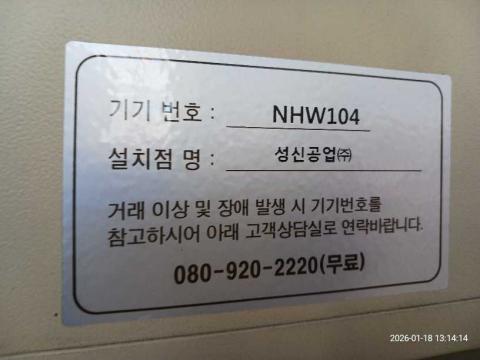 기기 번호 : NHW104
설치점 명 : 성신공업㈜
거래 이상 및 장애 발생 시 기기번호를
참고하시어 아래 고객상담실로 연락바랍니다.
080-920-2220(무료)
2026-01-18 13:14:14